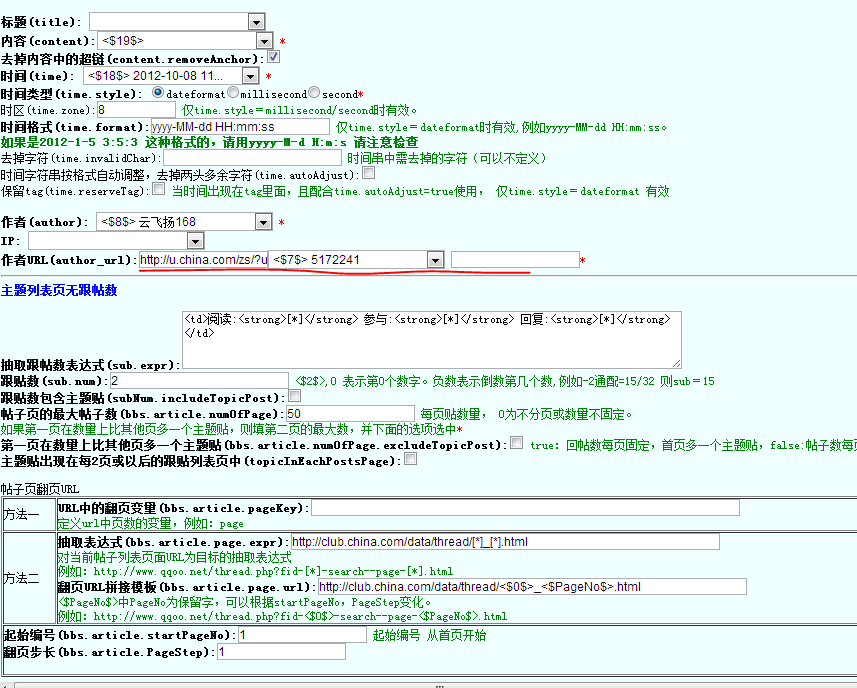 标题(title):
内容(content): <$19$> *
去掉内容中的超链(content.removeAnchor):
时间(time): <$18$> 2012-10-08 11... *
时间类型(time.style): dateformat millisecond second*
时区(time.zone): 8 仅time.style＝millisecond/second时有效。
时间格式(time.format): yyyy-MM-dd HH:mm:ss 仅time.style＝dateformat时有效,例如yyyy-MM-dd HH:mm:ss。
如果是2012-1-5 3:5:3 这种格式的，请用yyyy-M-d H:m:s 请注意检查
去掉字符(time.invalidChar): 时间串中需去掉的字符（可以不定义）
时间字符串按格式自动调整，去掉两头多余字符(time.autoAdjust):
保留tag(time.reserveTag): 当时间出现在tag里面，且配合time.autoAdjust=true使用， 仅time.style＝dateformat 有效
作者(author): <$8$> 云飞扬168 *
IP:
作者URL(author_url): http://u.china.com/zs/?u <$7$> 5172241 *
主题列表页无跟帖数
<td>阅读:<strong>[*]</strong> 参与:<strong>[*]</strong> 回复:<strong>[*]</strong>
</td>
抽取跟帖数表达式(sub.expr):
跟贴数(sub.num): 2 <$2$>,0 表示第0个数字。负数表示倒数第几个数,例如-2通配=15/32 则sub＝15
跟贴数包含主题贴(subNum.includeTopicPost):
帖子页的最大帖子数(bbs.article.numOfPage): 50 每页贴数量， 0为不分页或数量不固定。
如果第一页在数量上比其他页多一个主题贴，则填第二页的最大数，并下面的选项选中*
第一页在数量上比其他页多一个主题贴(bbs.article.numOfPage.excludeTopicPost): true: 回帖数每页固定，首页多一个主题贴，false:帖子数每页
主题贴出现在每2页或以后的跟贴列表页中(topicInEachPostsPage):
帖子页翻页URL
方法一 URL中的翻页变量(bbs.article.pageKey):
定义url中页数的变量，例如：page
抽取表达式(bbs.article.page.expr): http://club.china.com/data/thread/[*]_[*].html
对当前帖子列表页面URL为目标的抽取表达式
例如：http://www.qqoo.net/thread.php?fid-[*]-search--page-[*].html
方法二 翻页URL拼接模板(bbs.article.page.url): http://club.china.com/data/thread/<$0$>_<$PageNo$>.html
<$PageNo$>中PageNo为保留字，可以根据startPageNo，PageStep变化。
例如：http://www.qqoo.net/thread.php?fid-<$0$>-search--page-<$PageNo$>.html
起始编号(bbs.article.startPageNo): 1 起始编号 从首页开始
翻页步长(bbs.article.PageStep): 1